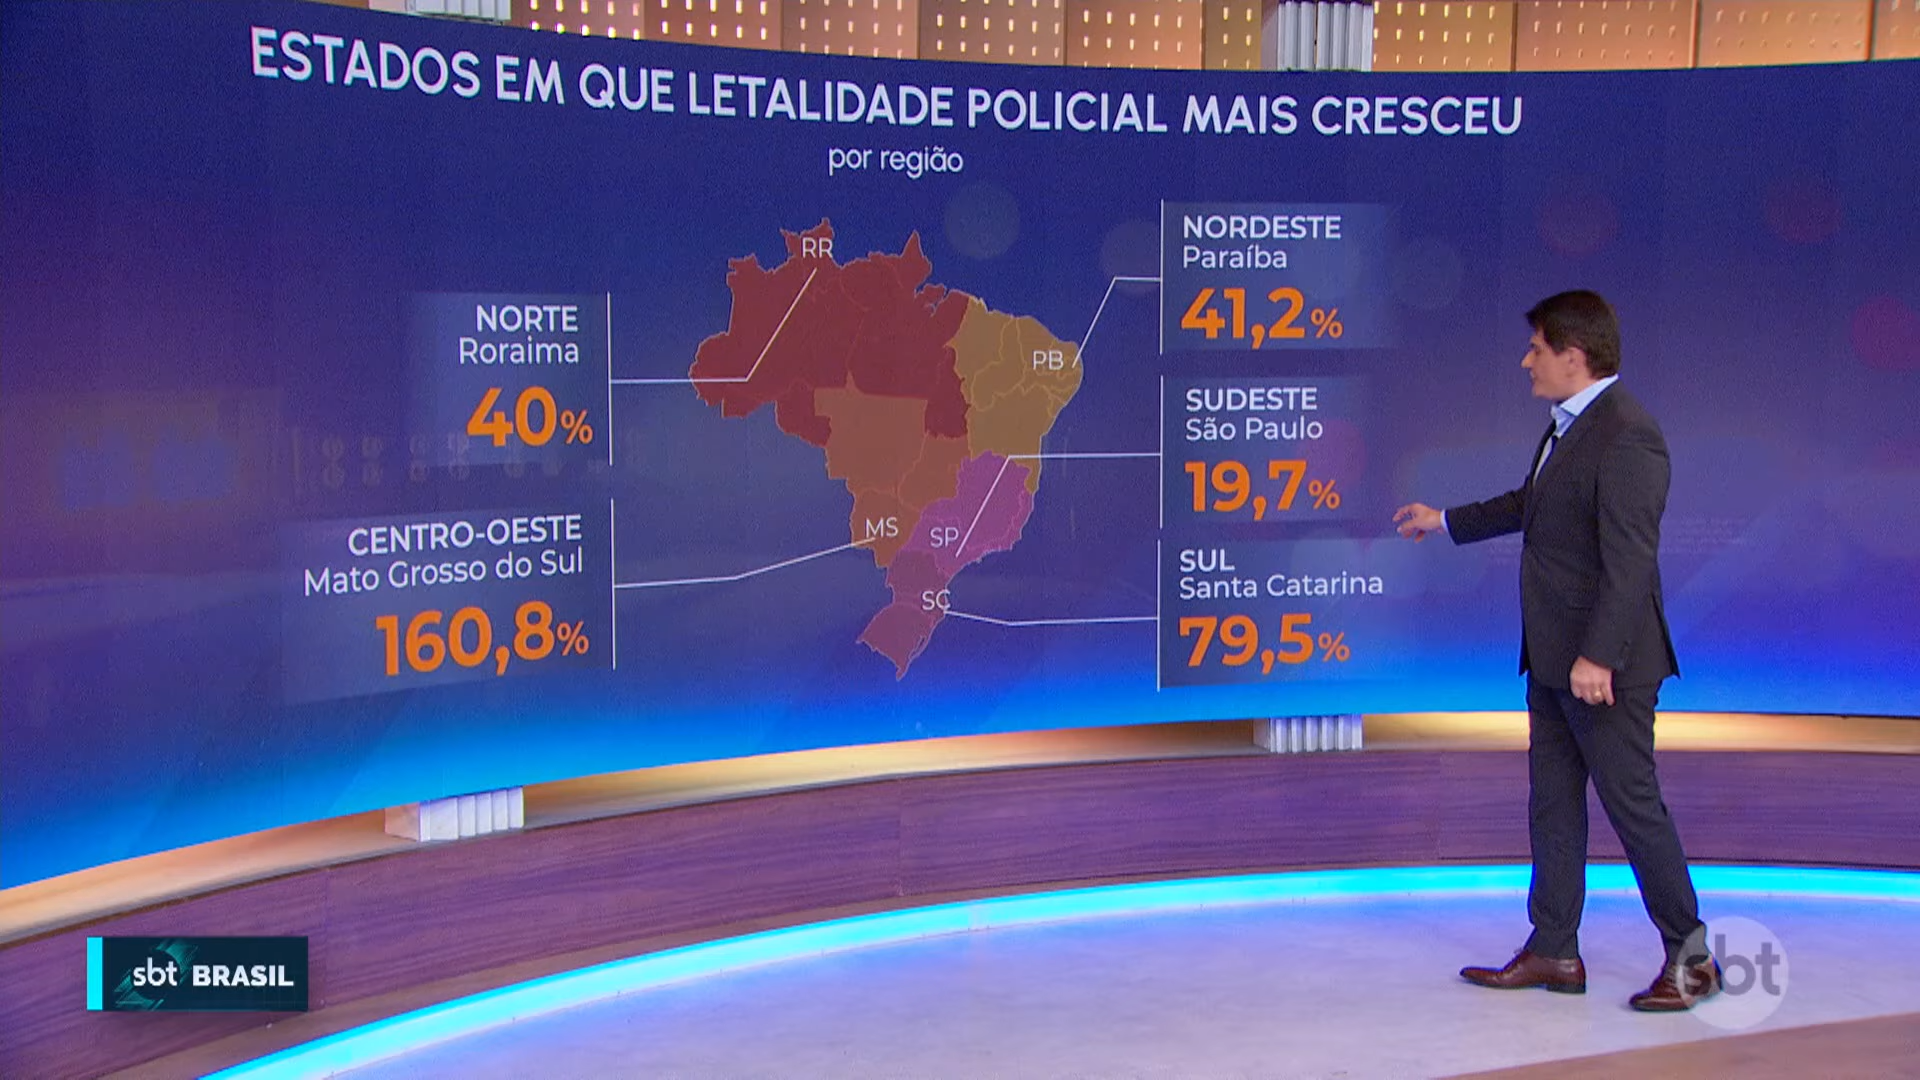 ESTADOS EM QUE LETALIDADE POLICIAL MAIS CRESCEU
por região
NORTE
Roraima
40%
CENTRO-OESTE
Mato Grosso do Sul
160,8%
RR
PB
MS
SP
SC
NORDESTE
Paraíba
41,2%
SUDESTE
São Paulo
19,7%
SUL
Santa Catarina
79,5%
sbt BRASIL
sbt